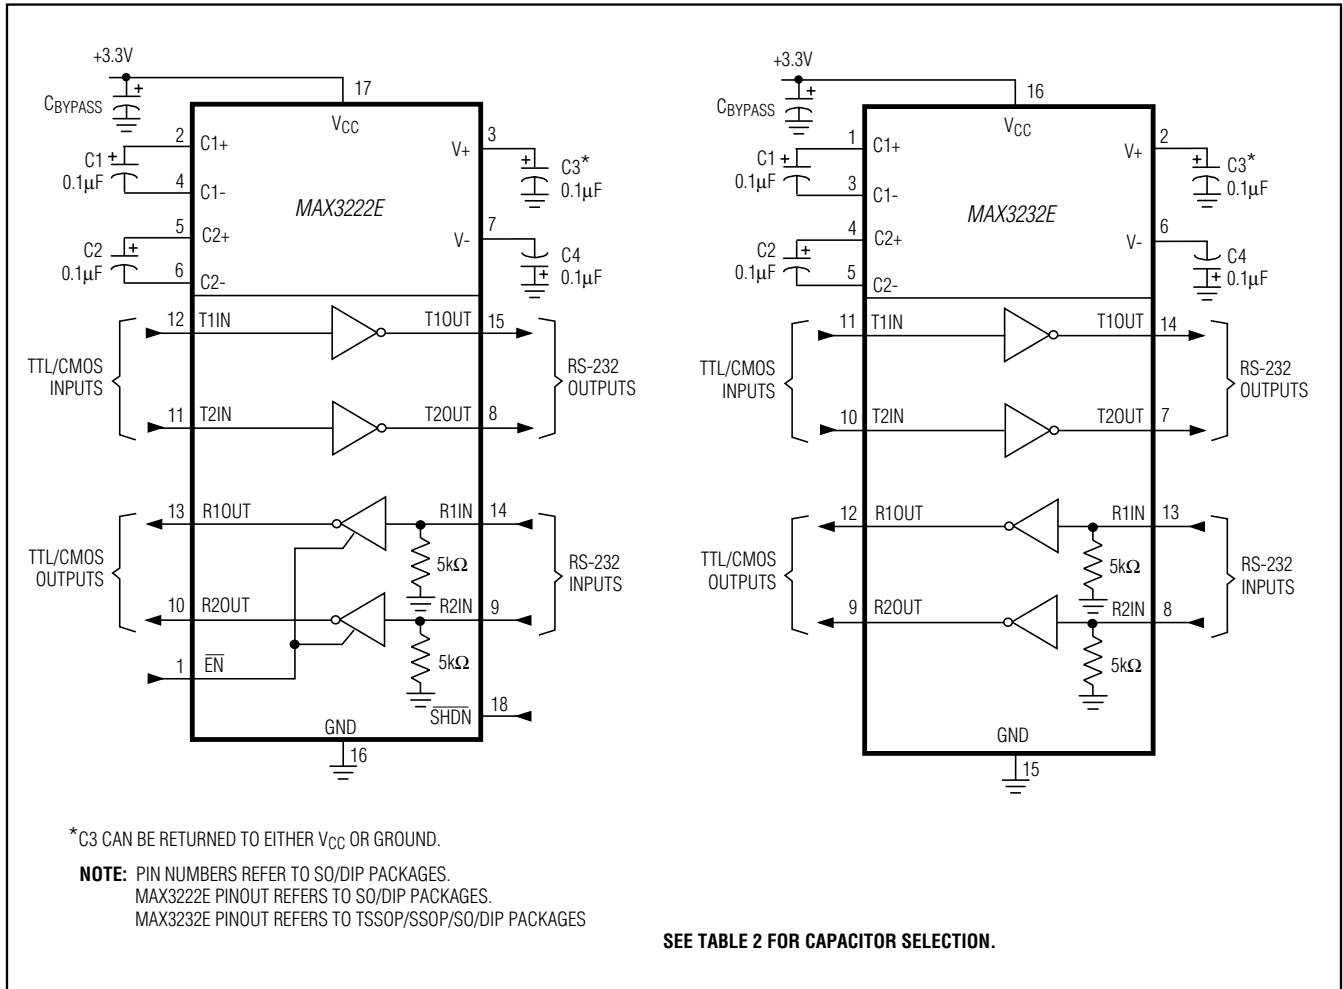 +3.3V
17
CBYPASS
VCC
2
C1+
3
V+
C1
0.1μF
C3*
0.1μF
4
C1-
MAX3222E
5
C2+
7
V-
C2
0.1μF
C4
0.1μF
6
C2-
12
T1IN
T1OUT
15
TTL/CMOS
INPUTS
RS-232
OUTPUTS
11
T2IN
T2OUT
8
13
R1OUT
R1IN
14
5kΩ
TTL/CMOS
OUTPUTS
RS-232
INPUTS
10
R2OUT
R2IN
9
5kΩ
1
EN
SHDN
18
GND
16
+3.3V
16
CBYPASS
VCC
1
C1+
2
V+
C1
0.1μF
C3*
0.1μF
3
C1-
MAX3232E
4
C2+
6
V-
C2
0.1μF
C4
0.1μF
5
C2-
11
T1IN
T1OUT
14
TTL/CMOS
INPUTS
RS-232
OUTPUTS
10
T2IN
T2OUT
7
12
R1OUT
R1IN
13
5kΩ
TTL/CMOS
OUTPUTS
RS-232
INPUTS
9
R2OUT
R2IN
8
5kΩ
GND
15
*C3 CAN BE RETURNED TO EITHER VCC OR GROUND.
NOTE: PIN NUMBERS REFER TO SO/DIP PACKAGES.
MAX3222E PINOUT REFERS TO SO/DIP PACKAGES.
MAX3232E PINOUT REFERS TO TSSOP/SSOP/SO/DIP PACKAGES
SEE TABLE 2 FOR CAPACITOR SELECTION.